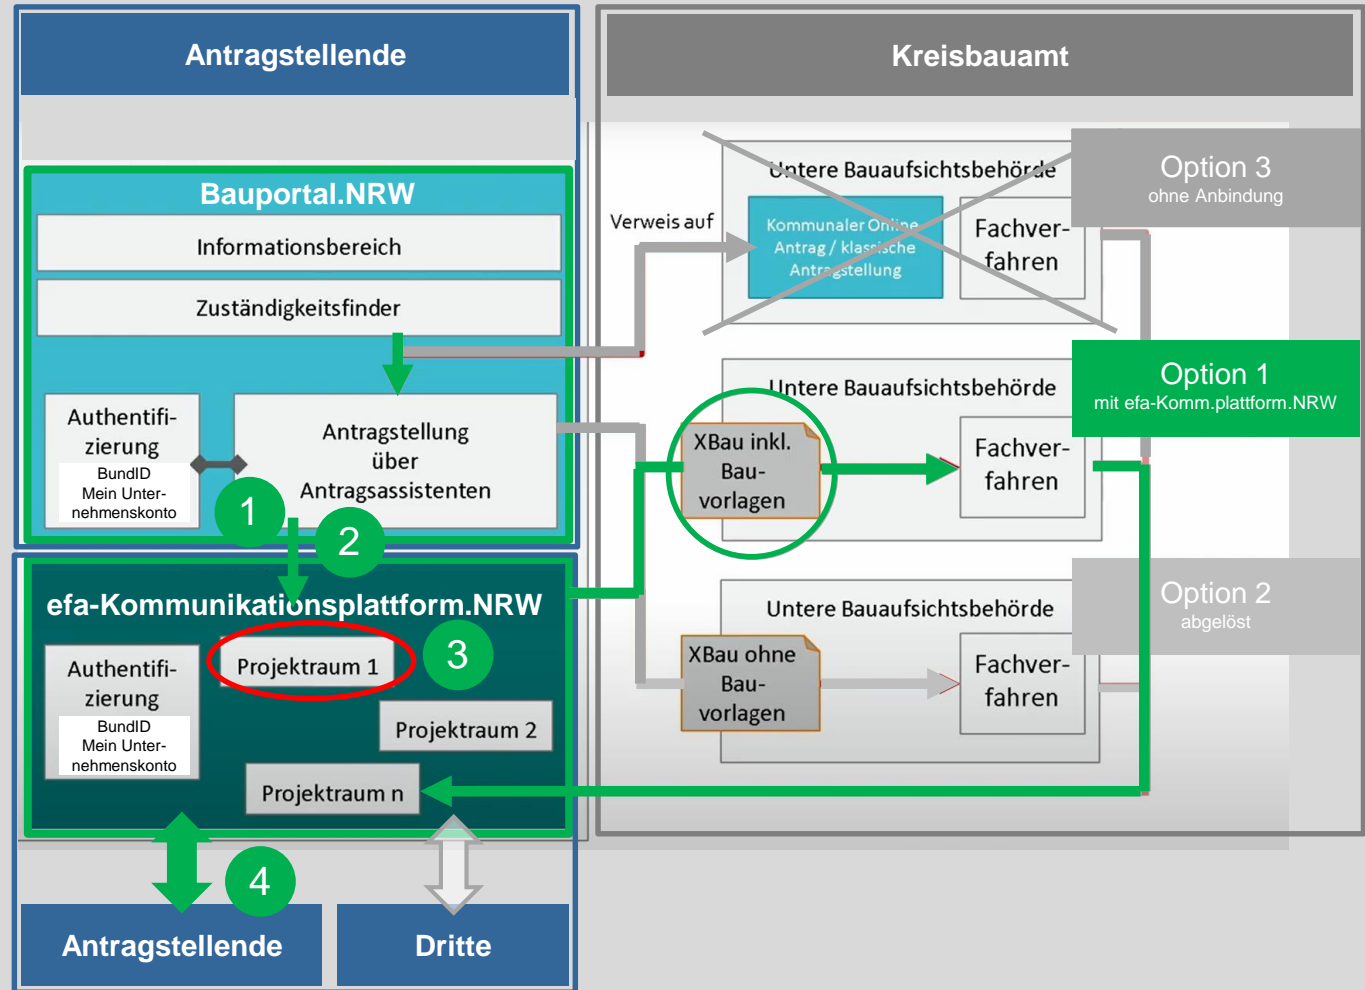 Antragstellende
Kreisbauamt
Bauportal.NRW
Informationsbereich
Zuständigkeitsfinder
Authentifi-
zierung
BundID
Mein Unter-
nehmenskonto
Antragstellung
über
Antragsassistenten
1
2
efa-Kommunikationsplattform.NRW
Authentifi-
zierung
BundID
Mein Unter-
nehmenskonto
Projektraum 1
3
Projektraum 2
Projektraum n
4
Antragstellende
Dritte
Verweis auf
Untere Bauaufsichtsbehörde
Kommunaler Online
Antrag / klassische
Antragstellung
Fachver-
fahren
Option 3
ohne Anbindung
Untere Bauaufsichtsbehörde
XBau inkl.
Bau-
vorlagen
Fachver-
fahren
Option 1
mit efa-Komm.plattform.NRW
Untere Bauaufsichtsbehörde
XBau ohne
Bau-
vorlagen
Fachver-
fahren
Option 2
abgelöst